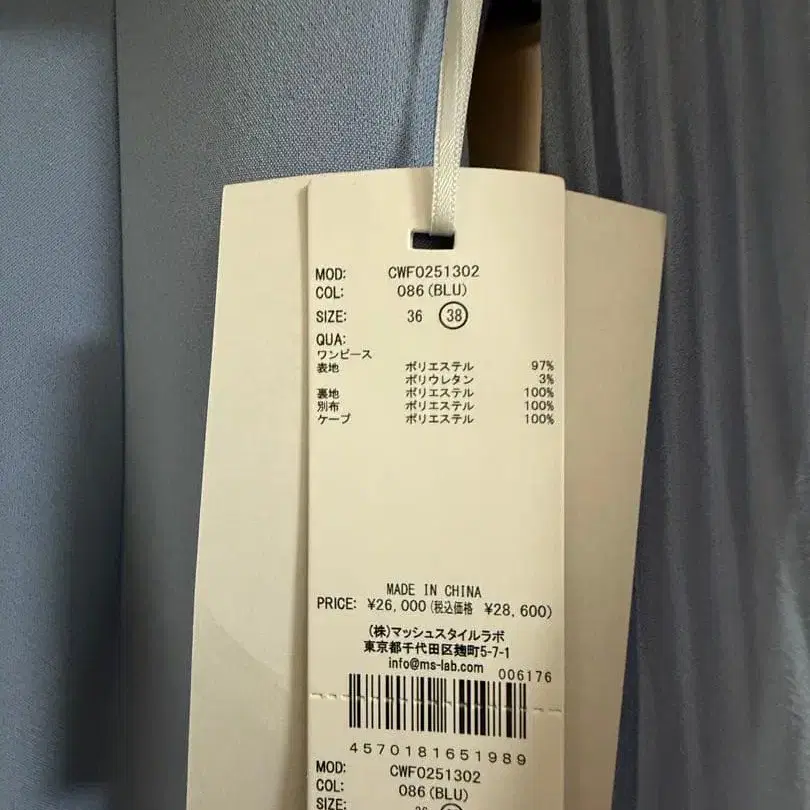 MOD: CWFO251302
COL: 086(BLU)
SIZE: 36 38
QUA:
ワンピース
表地 ポリエステル 97%
ポリウレタン 3%
裏地 ポリエステル 100%
別布 ポリエステル 100%
ケープ ポリエステル 100%
MADE IN CHINA
PRICE: ¥26,000(税込価格 ¥28,600)
(株)マッシュスタイルラボ
東京都千代田区麹町5-7-1
info@ms-lab.com
006176
4570181651989
MOD: CWFO251302
COL: 086(BLU)
SIZE: